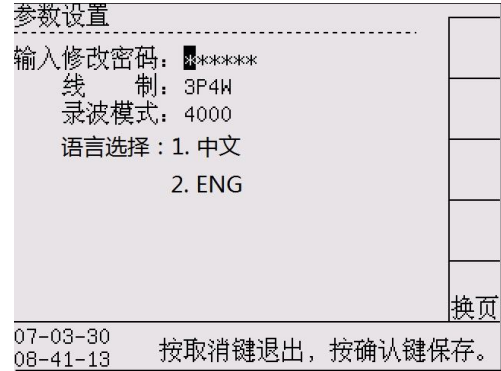 参数设置
输入修改密码：******
线　　制：3P4W
录波模式：4000
语言选择：1. 中文
2. ENG
换页
07-03-30
08-41-13
按取消键退出，按确认键保存。